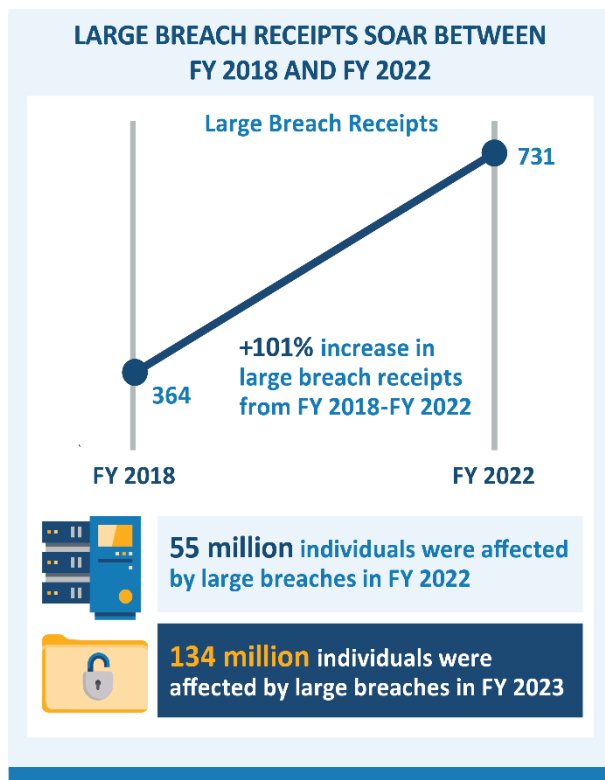 LARGE BREACH RECEIPTS SOAR BETWEEN
FY 2018 AND FY 2022
Large Breach Receipts
731
+101% increase in
large breach receipts
from FY 2018-FY 2022
364
FY 2018
FY 2022
55 million individuals were affected
by large breaches in FY 2022
134 million individuals were
affected by large breaches in FY 2023